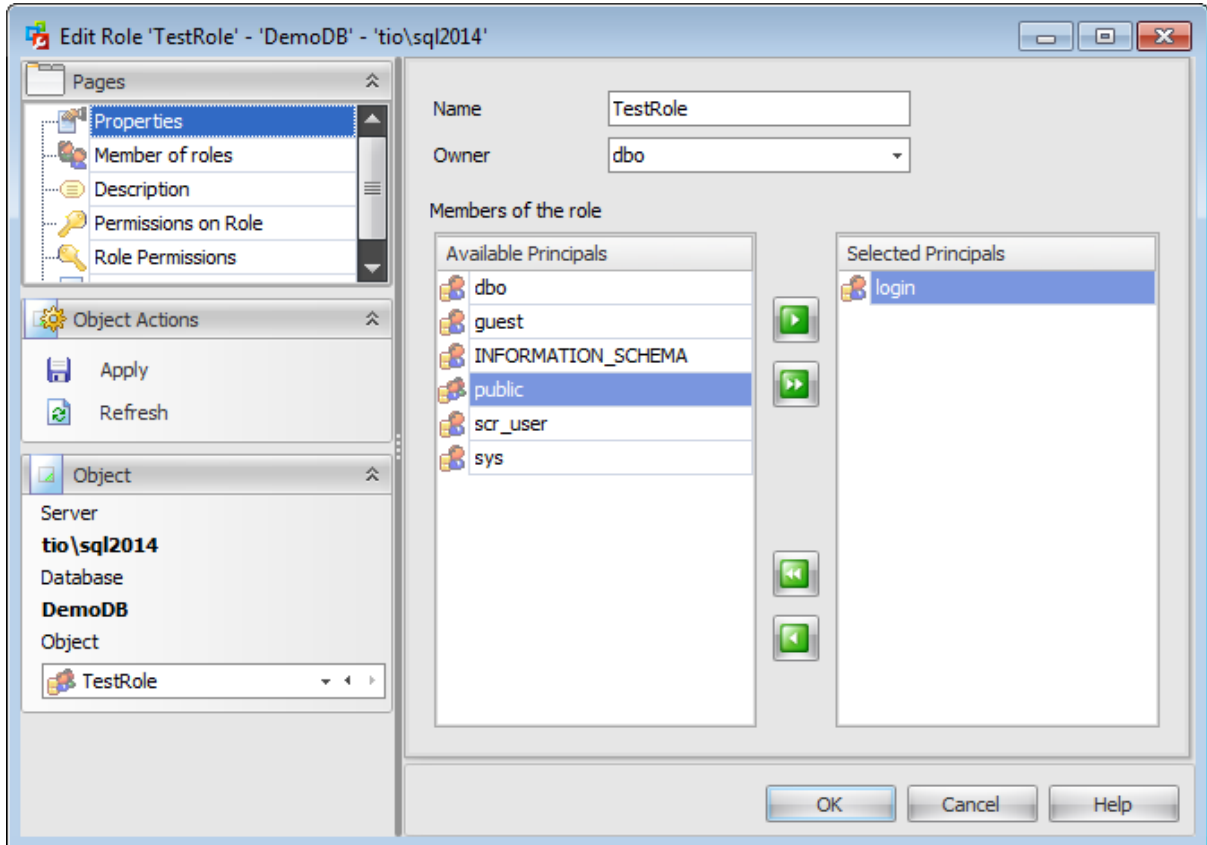 Edit Role 'TestRole' - 'DemoDB' - 'tio\sql2014'
Pages
Properties
Member of roles
Description
Permissions on Role
Role Permissions
Object Actions
Apply
Refresh
Object
Server
tio\sql2014
Database
DemoDB
Object
TestRole
Name TestRole
Owner dbo
Members of the role
Available Principals
dbo
guest
INFORMATION_SCHEMA
public
scr_user
sys
Selected Principals
login
OK Cancel Help